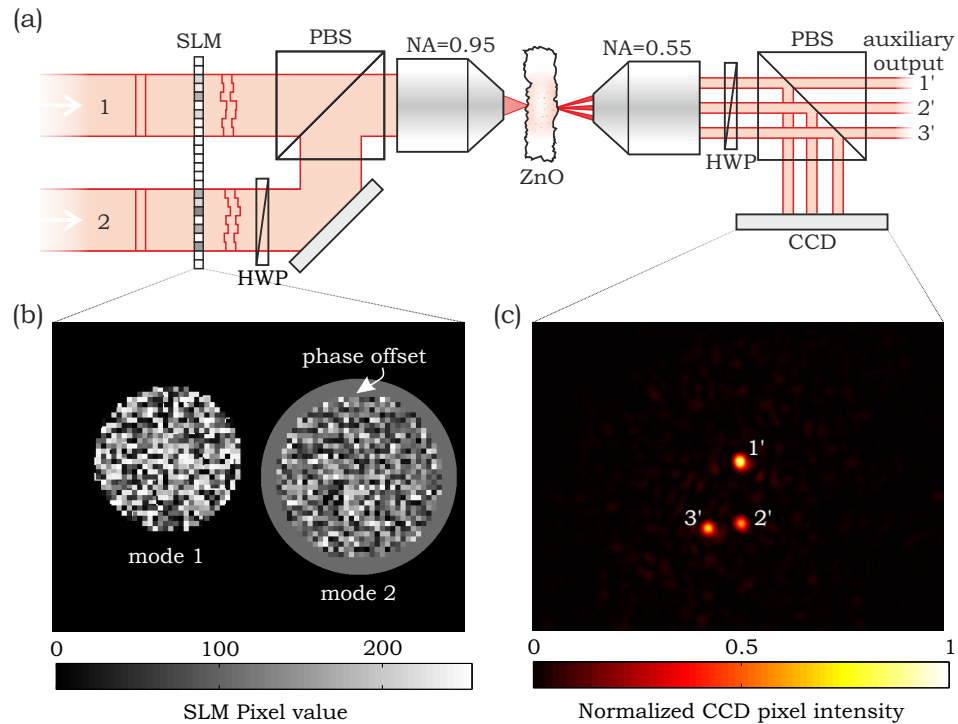 (a)
SLM
PBS
NA=0.95
NA=0.55
PBS
auxiliary
output
1
1'
2'
3'
ZnO
HWP
2
HWP
CCD
(b)
(c)
phase offset
1'
3'
2'
mode 1
mode 2
0
100
200
SLM Pixel value
0
0.5
1
Normalized CCD pixel intensity